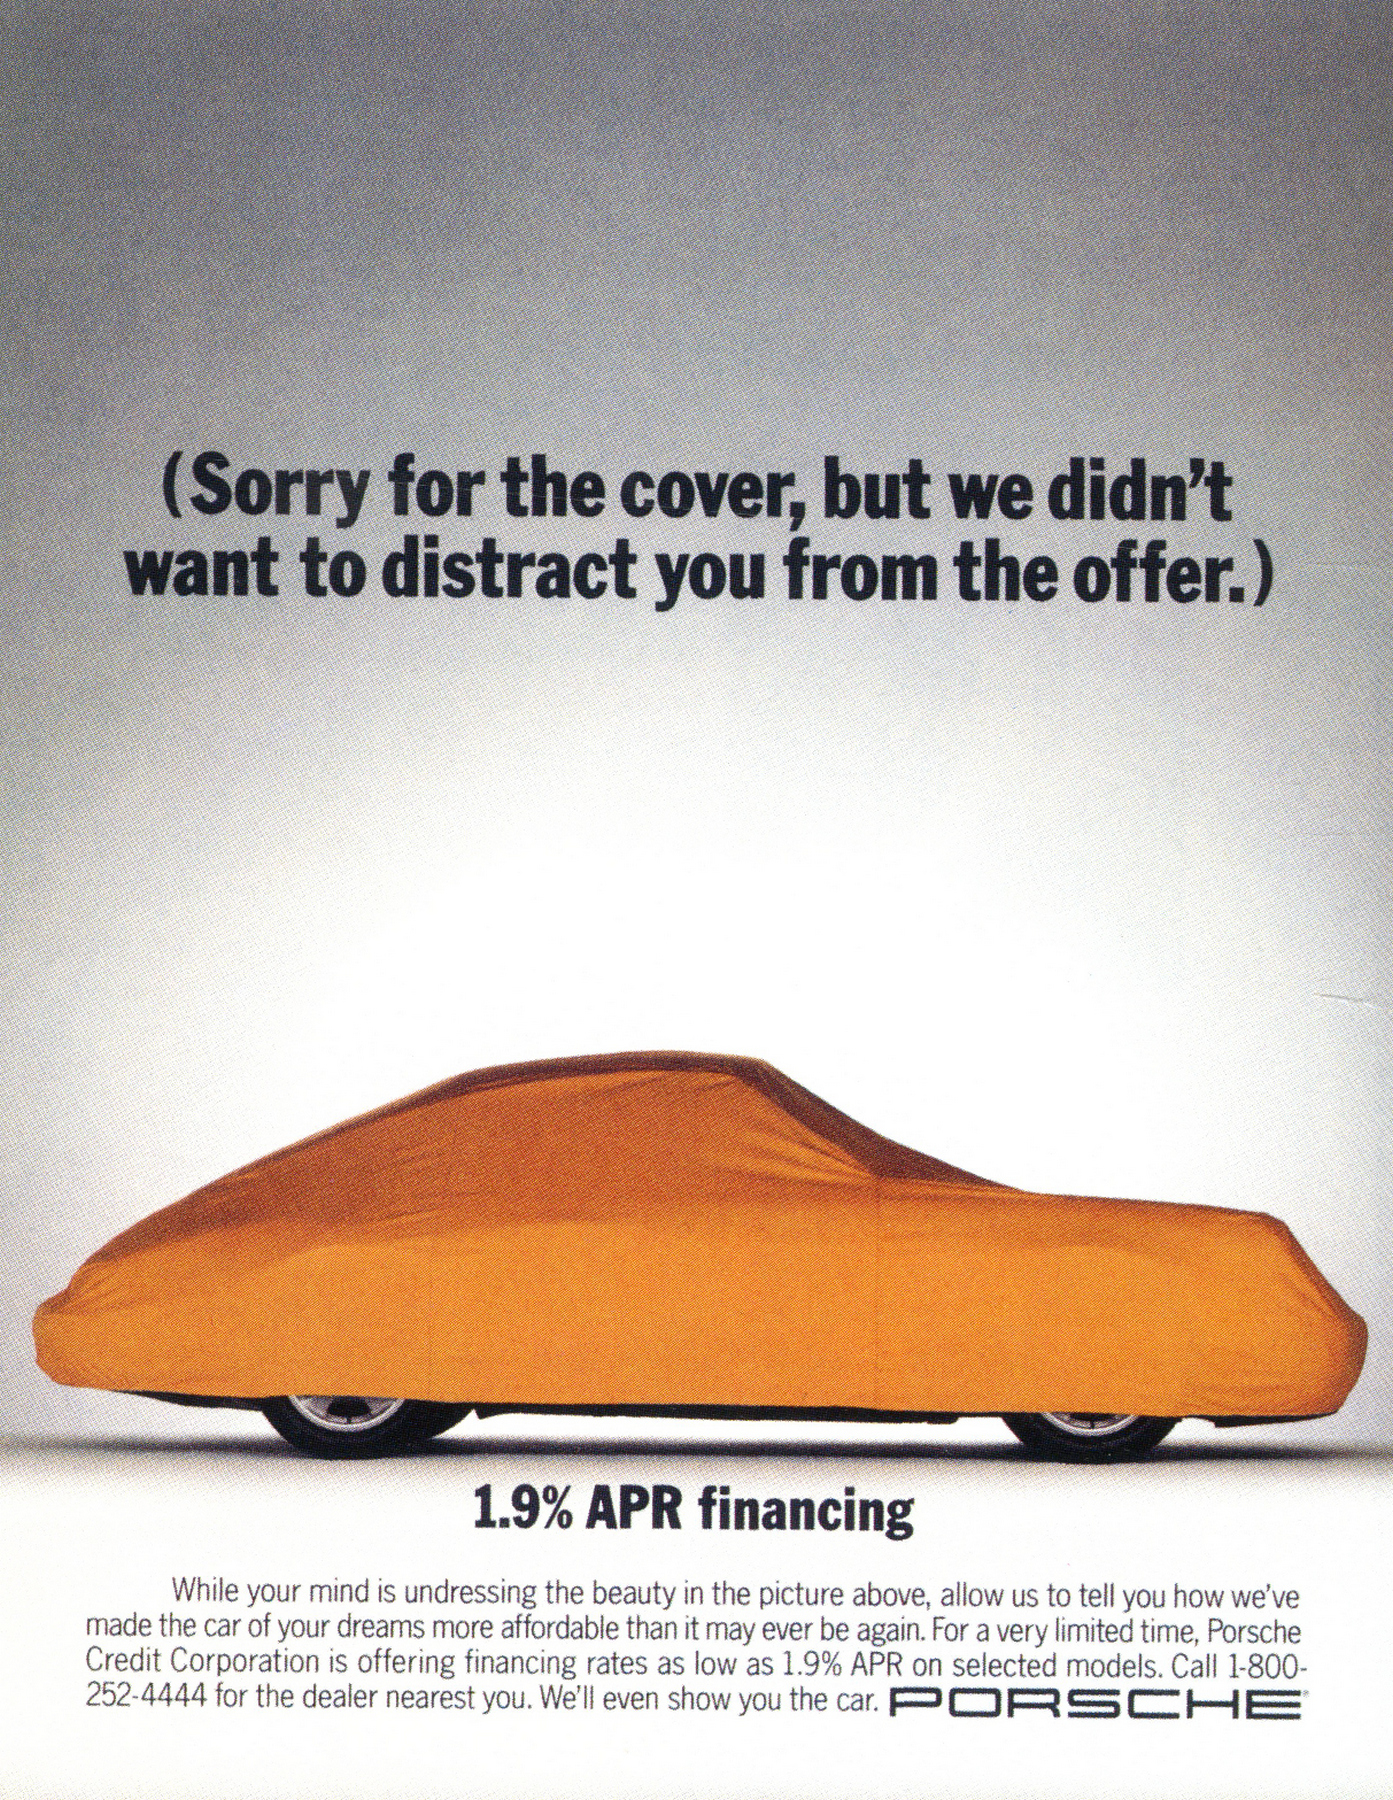 (Sorry for the cover, but we didn't
want to distract you from the offer.)
1.9% APR financing
While your mind is undressing the beauty in the picture above, allow us to tell you how we've
made the car of your dreams more affordable than it may ever be again. For a very limited time, Porsche
Credit Corporation is offering financing rates as low as 1.9% APR on selected models. Call 1-800-
252-4444 for the dealer nearest you. We'll even show you the car. PORSCHE